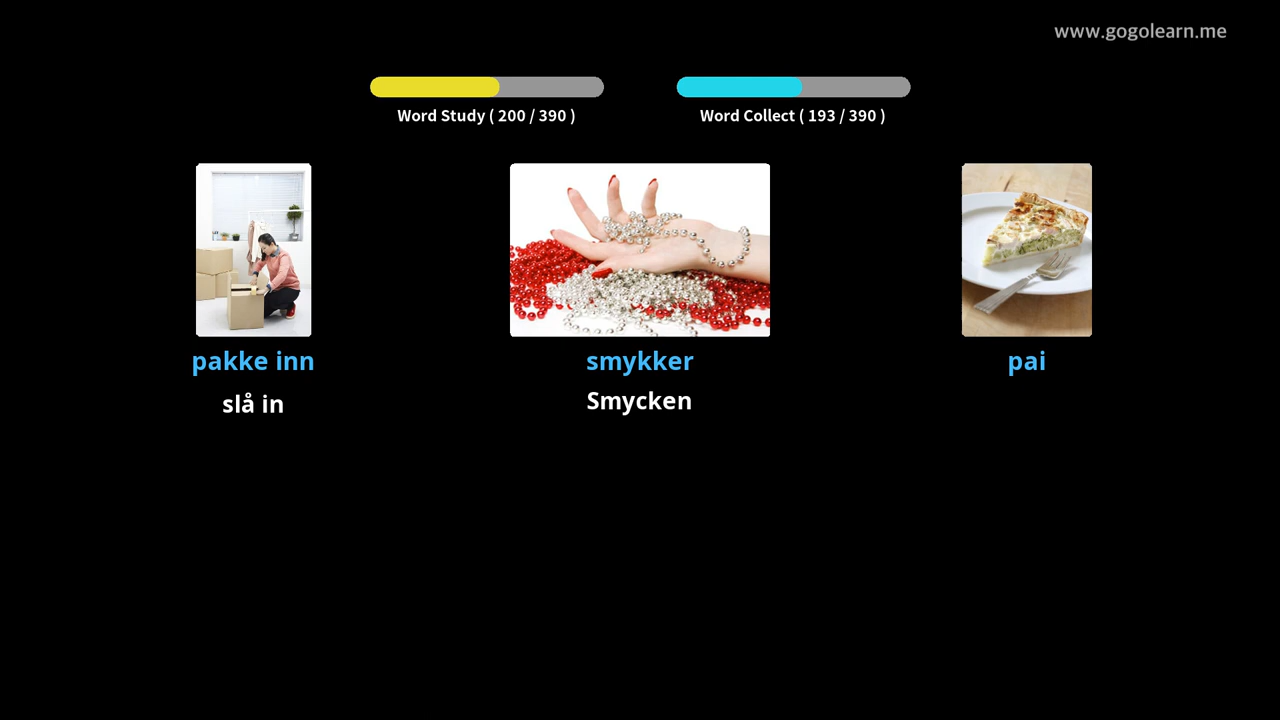 www.gogolearn.me
Word Study ( 200 / 390 )
Word Collect ( 193 / 390 )
pakke inn
smykker
pai
slå in
Smycken